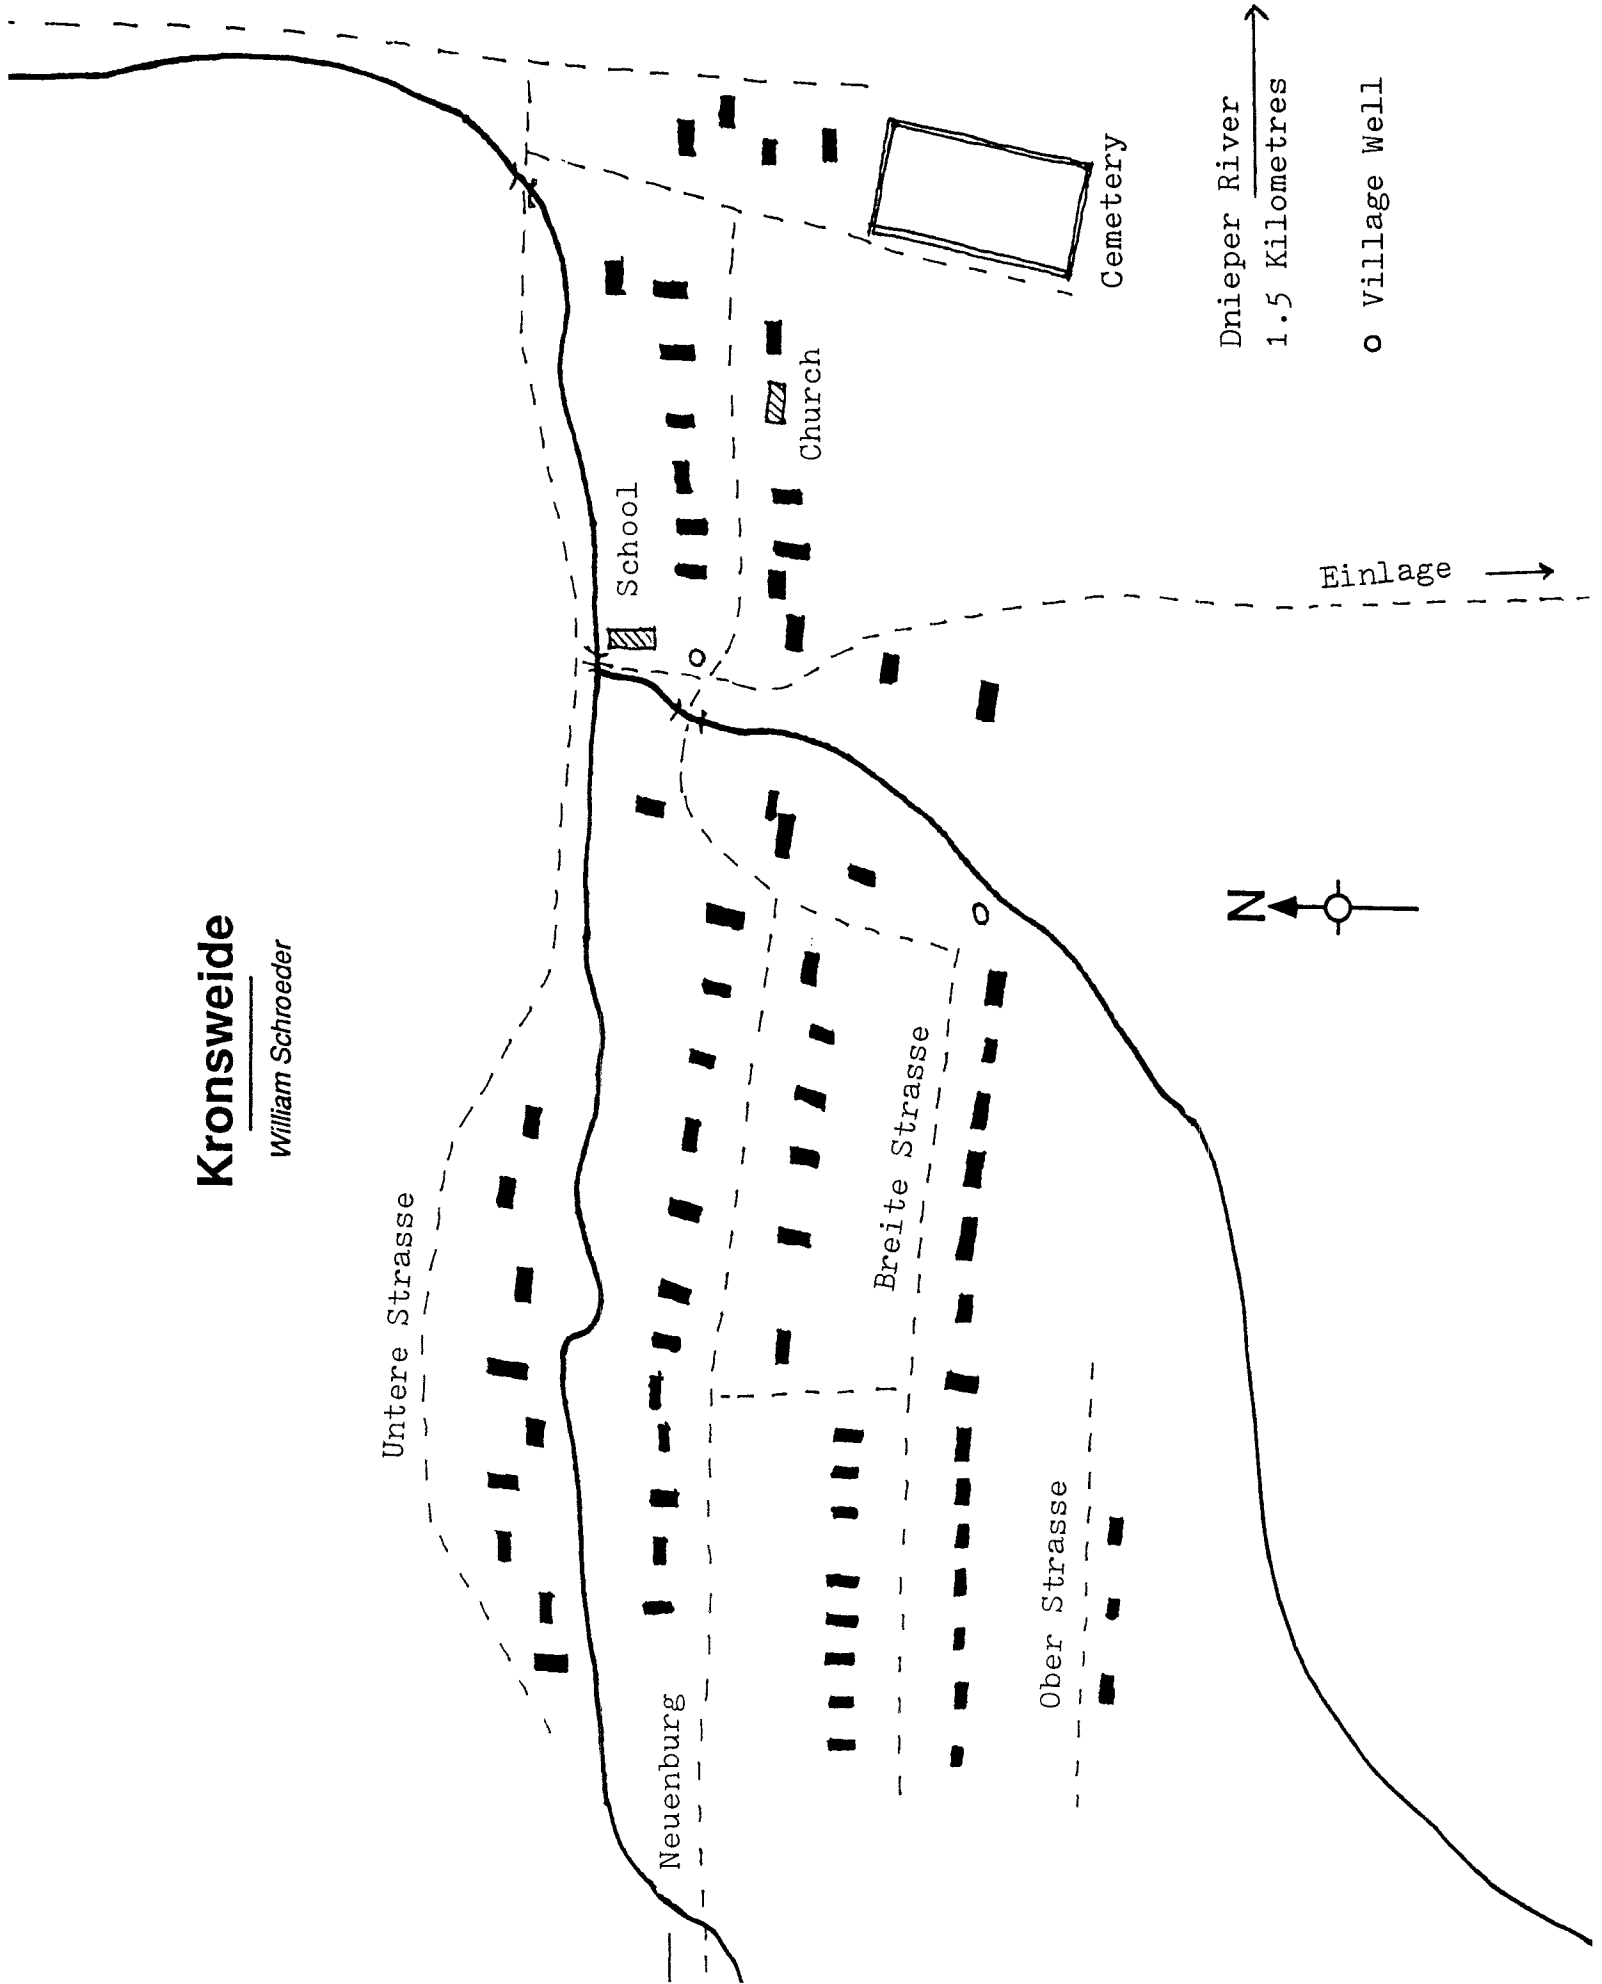 Kronsweide
William Schroeder
Untere Strasse
School
Church
Cemetery
Dnieper River
1.5 Kilometres
Village Well
Einlage
N
Breite Strasse
Ober Strasse
Neuenburg